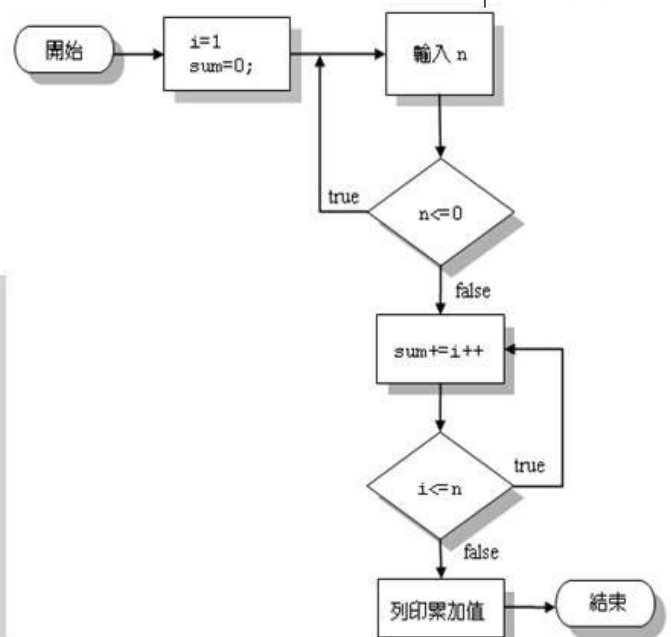 開始
i=1
sum=0;
輸入 n
true
n<=0
false
sum+=i++
true
i<=n
false
列印累加值
結束